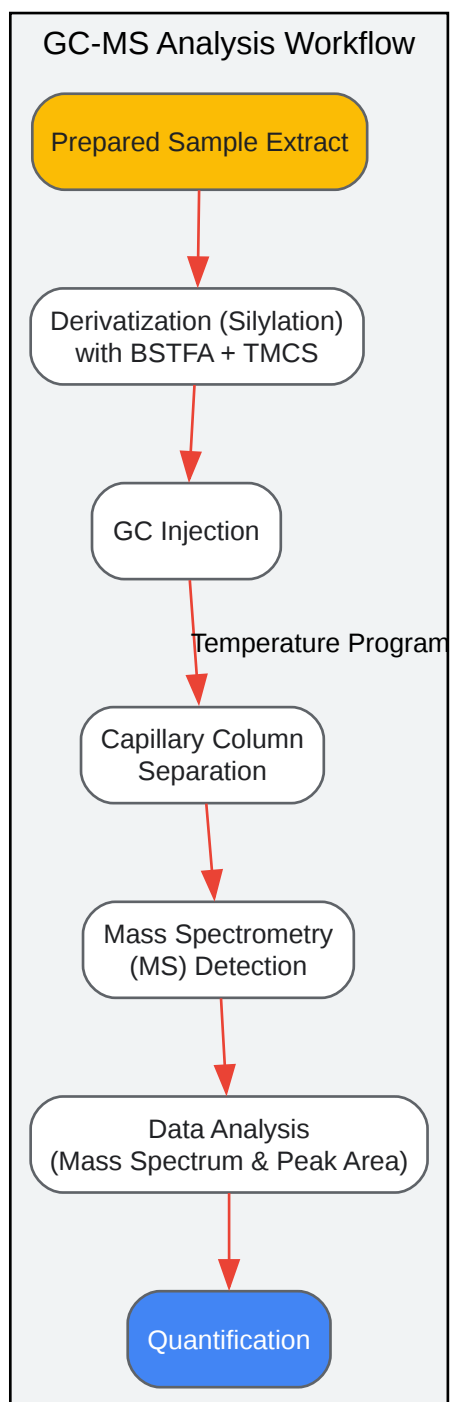 GC-MS Analysis Workflow
Prepared Sample Extract
Derivatization (Silylation)
with BSTFA + TMCS
GC Injection
Temperature Program
Capillary Column
Separation
Mass Spectrometry
(MS) Detection
Data Analysis
(Mass Spectrum & Peak Area)
Quantification